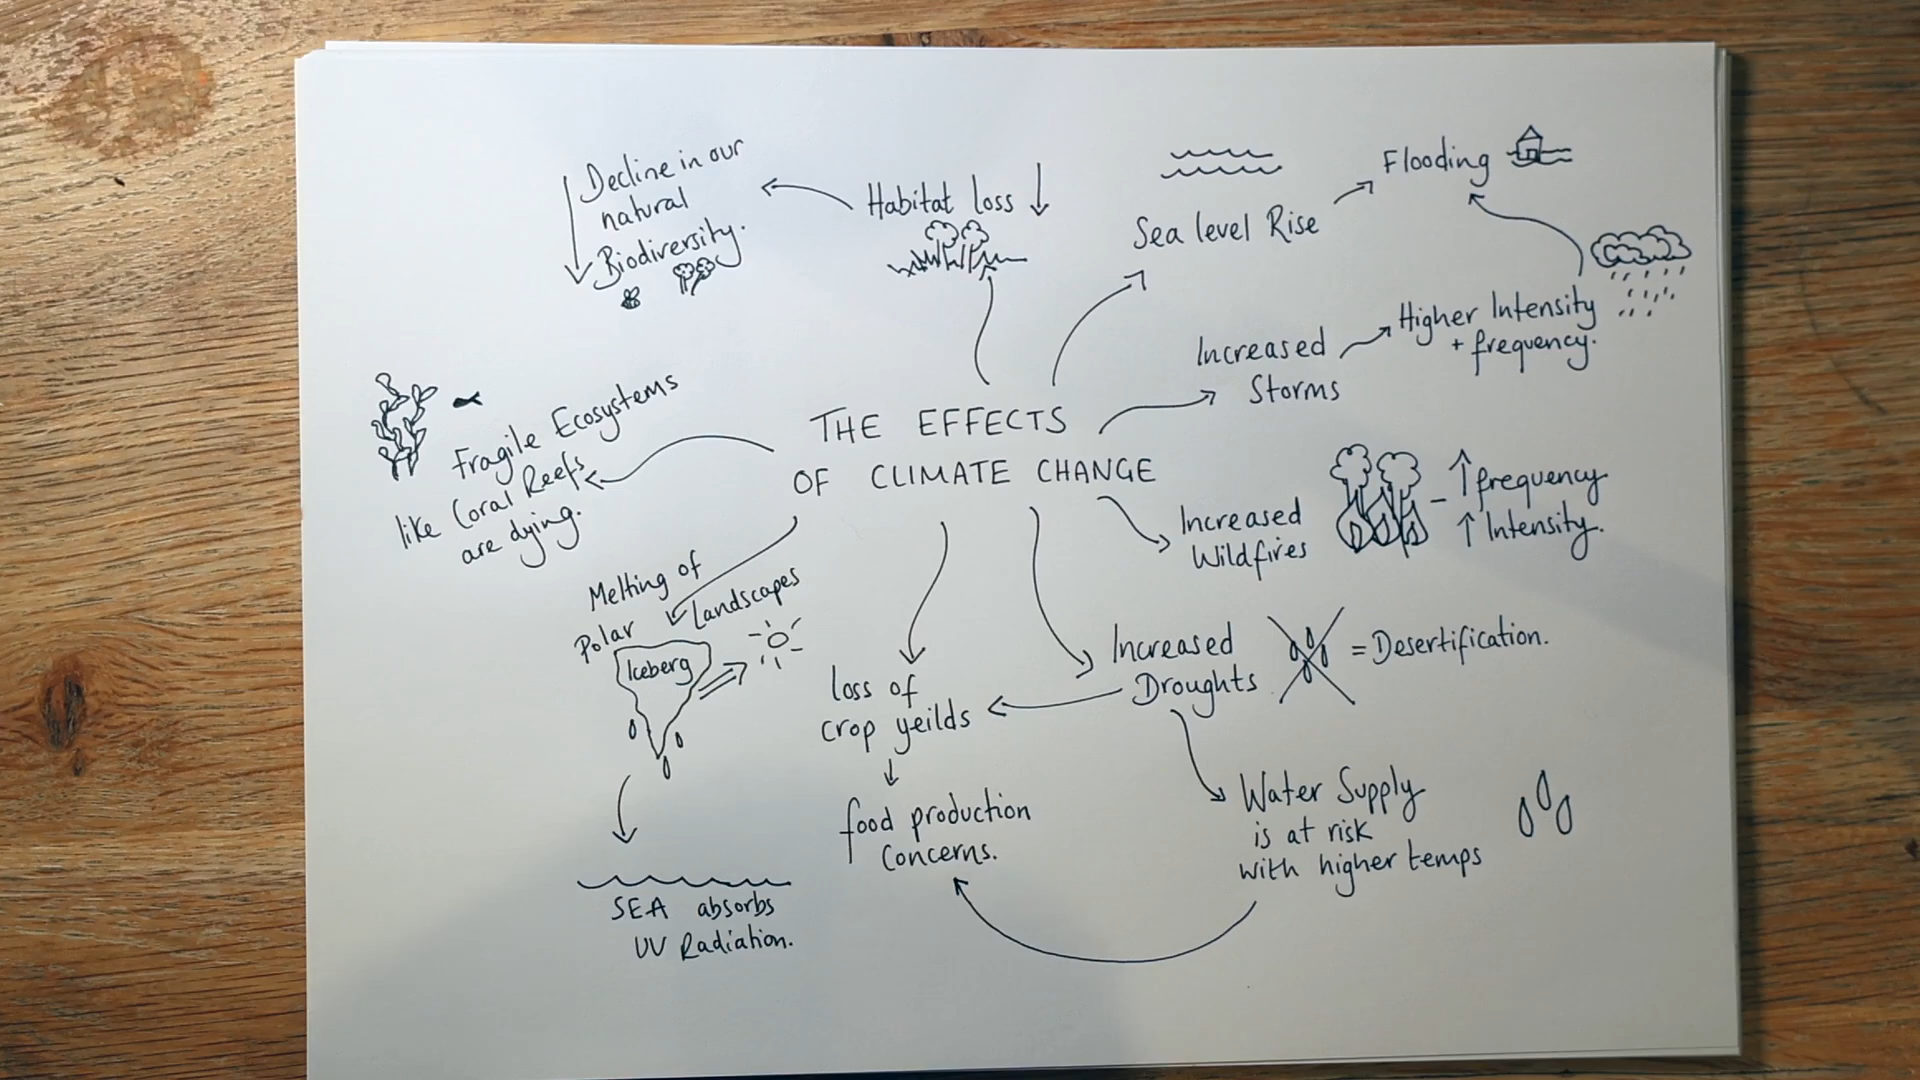 THE EFFECTS
OF CLIMATE CHANGE
Habitat loss ↓
Decline in our
natural
Biodiversity.
Sea level Rise
Flooding
Increased
Storms
Higher Intensity
+ frequency.
Increased
Wildfires
- ↑ frequency
↑ Intensity.
Increased
Droughts
= Desertification.
Water Supply
is at risk
with higher temps
loss of
crop yeilds
food production
Concerns.
Melting of
Polar Landscapes
Iceberg
SEA absorbs
UV Radiation.
Fragile Ecosystems
like Coral Reefs
are dying.